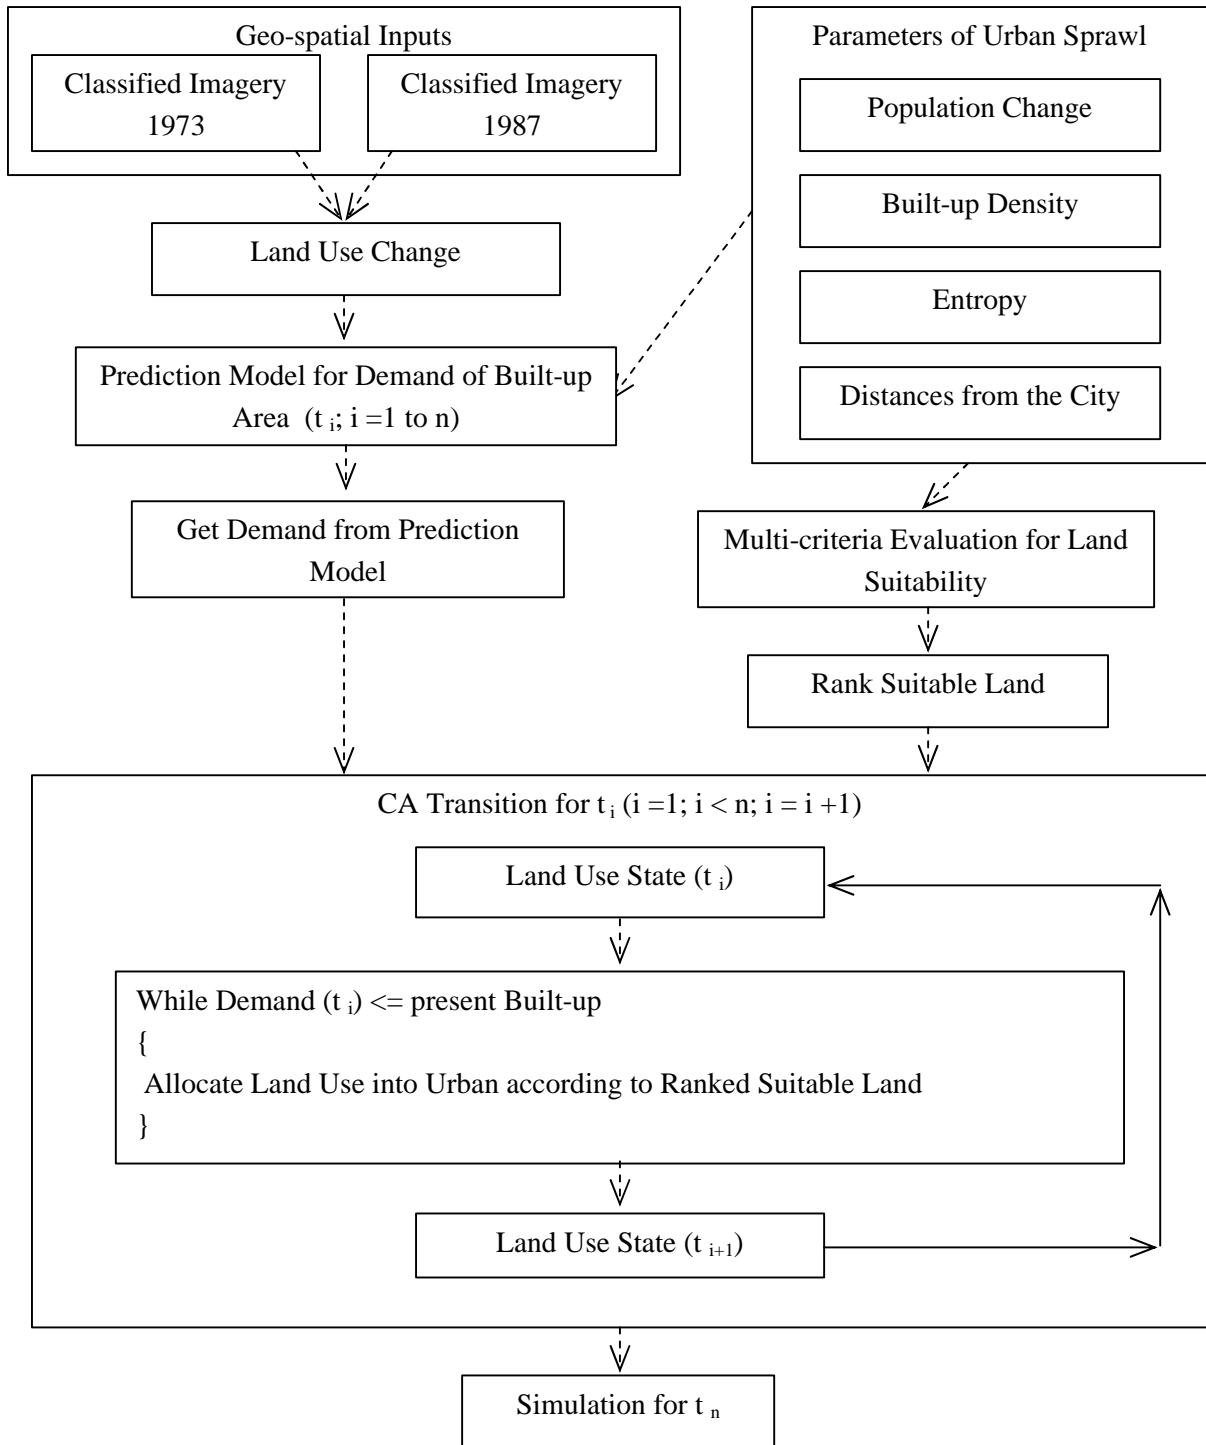 Geo-spatial Inputs
Classified Imagery
1973
Classified Imagery
1987
Land Use Change
Prediction Model for Demand of Built-up
Area (t i; i =1 to n)
Get Demand from Prediction
Model
Parameters of Urban Sprawl
Population Change
Built-up Density
Entropy
Distances from the City
Multi-criteria Evaluation for Land
Suitability
Rank Suitable Land
CA Transition for t i (i =1; i < n; i = i +1)
Land Use State (t i)
While Demand (t i) <= present Built-up
{
Allocate Land Use into Urban according to Ranked Suitable Land
}
Land Use State (t i+1)
Simulation for t n